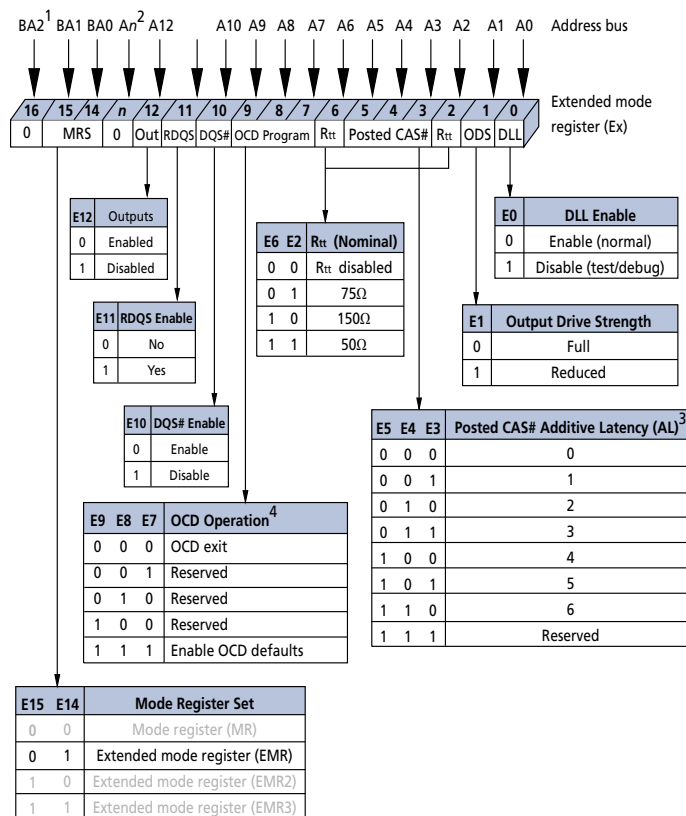 BA2¹ BA1 BA0 An² A12 A10 A9 A8 A7 A6 A5 A4 A3 A2 A1 A0 Address bus
16 15 14 n 12 11 10 9 8 7 6 5 4 3 2 1 0
Extended mode
register (Ex)
0 MRS 0 Out RDQS DQS# OCD Program Rtt Posted CAS# Rtt ODS DLL
E12 Outputs
0 Enabled
1 Disabled
E11 RDQS Enable
0 No
1 Yes
E10 DQS# Enable
0 Enable
1 Disable
E9 E8 E7 OCD Operation⁴
0 0 0 OCD exit
0 0 1 Reserved
0 1 0 Reserved
1 0 0 Reserved
1 1 1 Enable OCD defaults
E15 E14 Mode Register Set
0 0 Mode register (MR)
0 1 Extended mode register (EMR)
1 0 Extended mode register (EMR2)
1 1 Extended mode register (EMR3)
E6 E2 Rtt (Nominal)
0 0 Rtt disabled
0 1 75Ω
1 0 150Ω
1 1 50Ω
E0 DLL Enable
0 Enable (normal)
1 Disable (test/debug)
E1 Output Drive Strength
0 Full
1 Reduced
E5 E4 E3 Posted CAS# Additive Latency (AL)³
0 0 0 0
0 0 1 1
0 1 0 2
0 1 1 3
1 0 0 4
1 0 1 5
1 1 0 6
1 1 1 Reserved